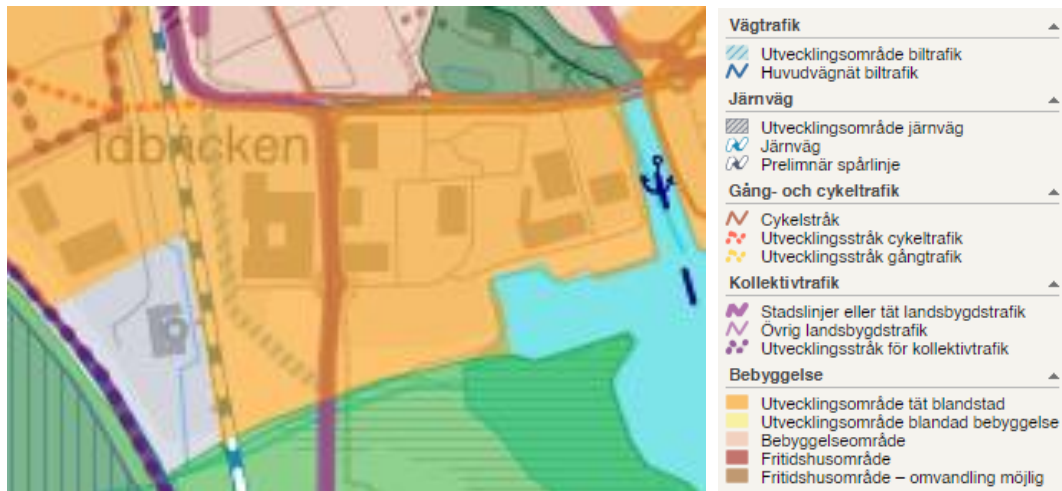 Idbäcken
Vägtrafik
Utvecklingsområde biltrafik
Huvudvägnät biltrafik
Järnväg
Utvecklingsområde järnväg
Järnväg
Prelimnär spårlinje
Gång- och cykeltrafik
Cykelstråk
Utvecklingsstråk cykeltrafik
Utvecklingsstråk gångtrafik
Kollektivtrafik
Stadslinjer eller tät landsbygdstrafik
Övrig landsbygdstrafik
Utvecklingsstråk för kollektivtrafik
Bebyggelse
Utvecklingsområde tät blandstad
Utvecklingsområde blandad bebyggelse
Bebyggelseområde
Fritidshusområde
Fritidshusområde – omvandling möjlig